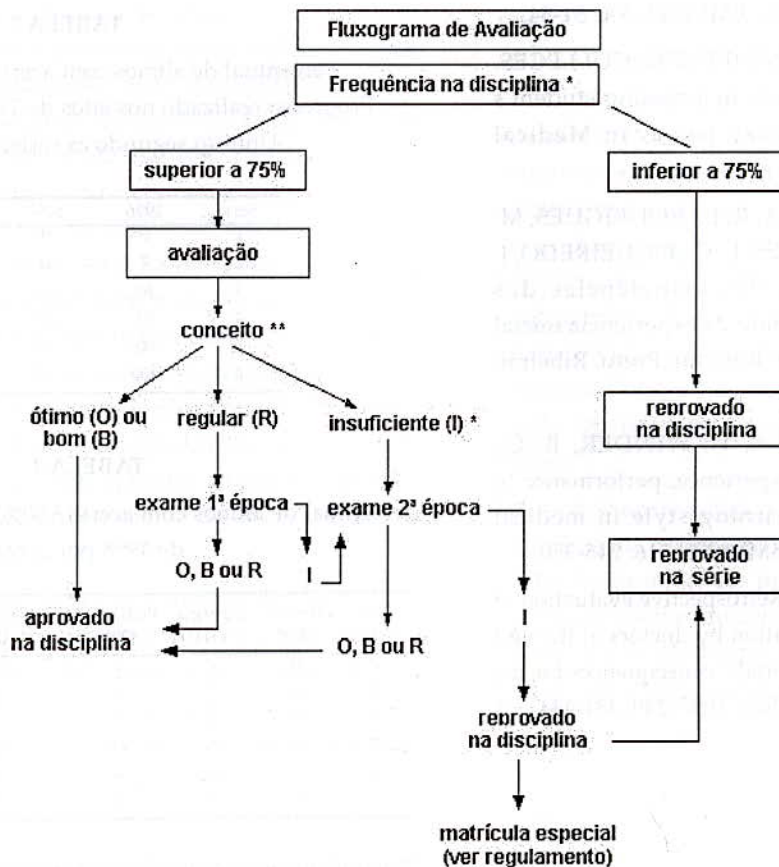 Fluxograma de Avaliação
Frequência na disciplina *
superior a 75%
inferior a 75%
avaliação
conceito **
ótimo (O) ou
bom (B)
regular (R)
insuficiente (I) *
reprovado
na disciplina
exame 1ª época
exame 2ª época
O, B ou R
I
I
reprovado
na série
aprovado
na disciplina
O, B ou R
reprovado
na disciplina
matrícula especial
(ver regulamento)